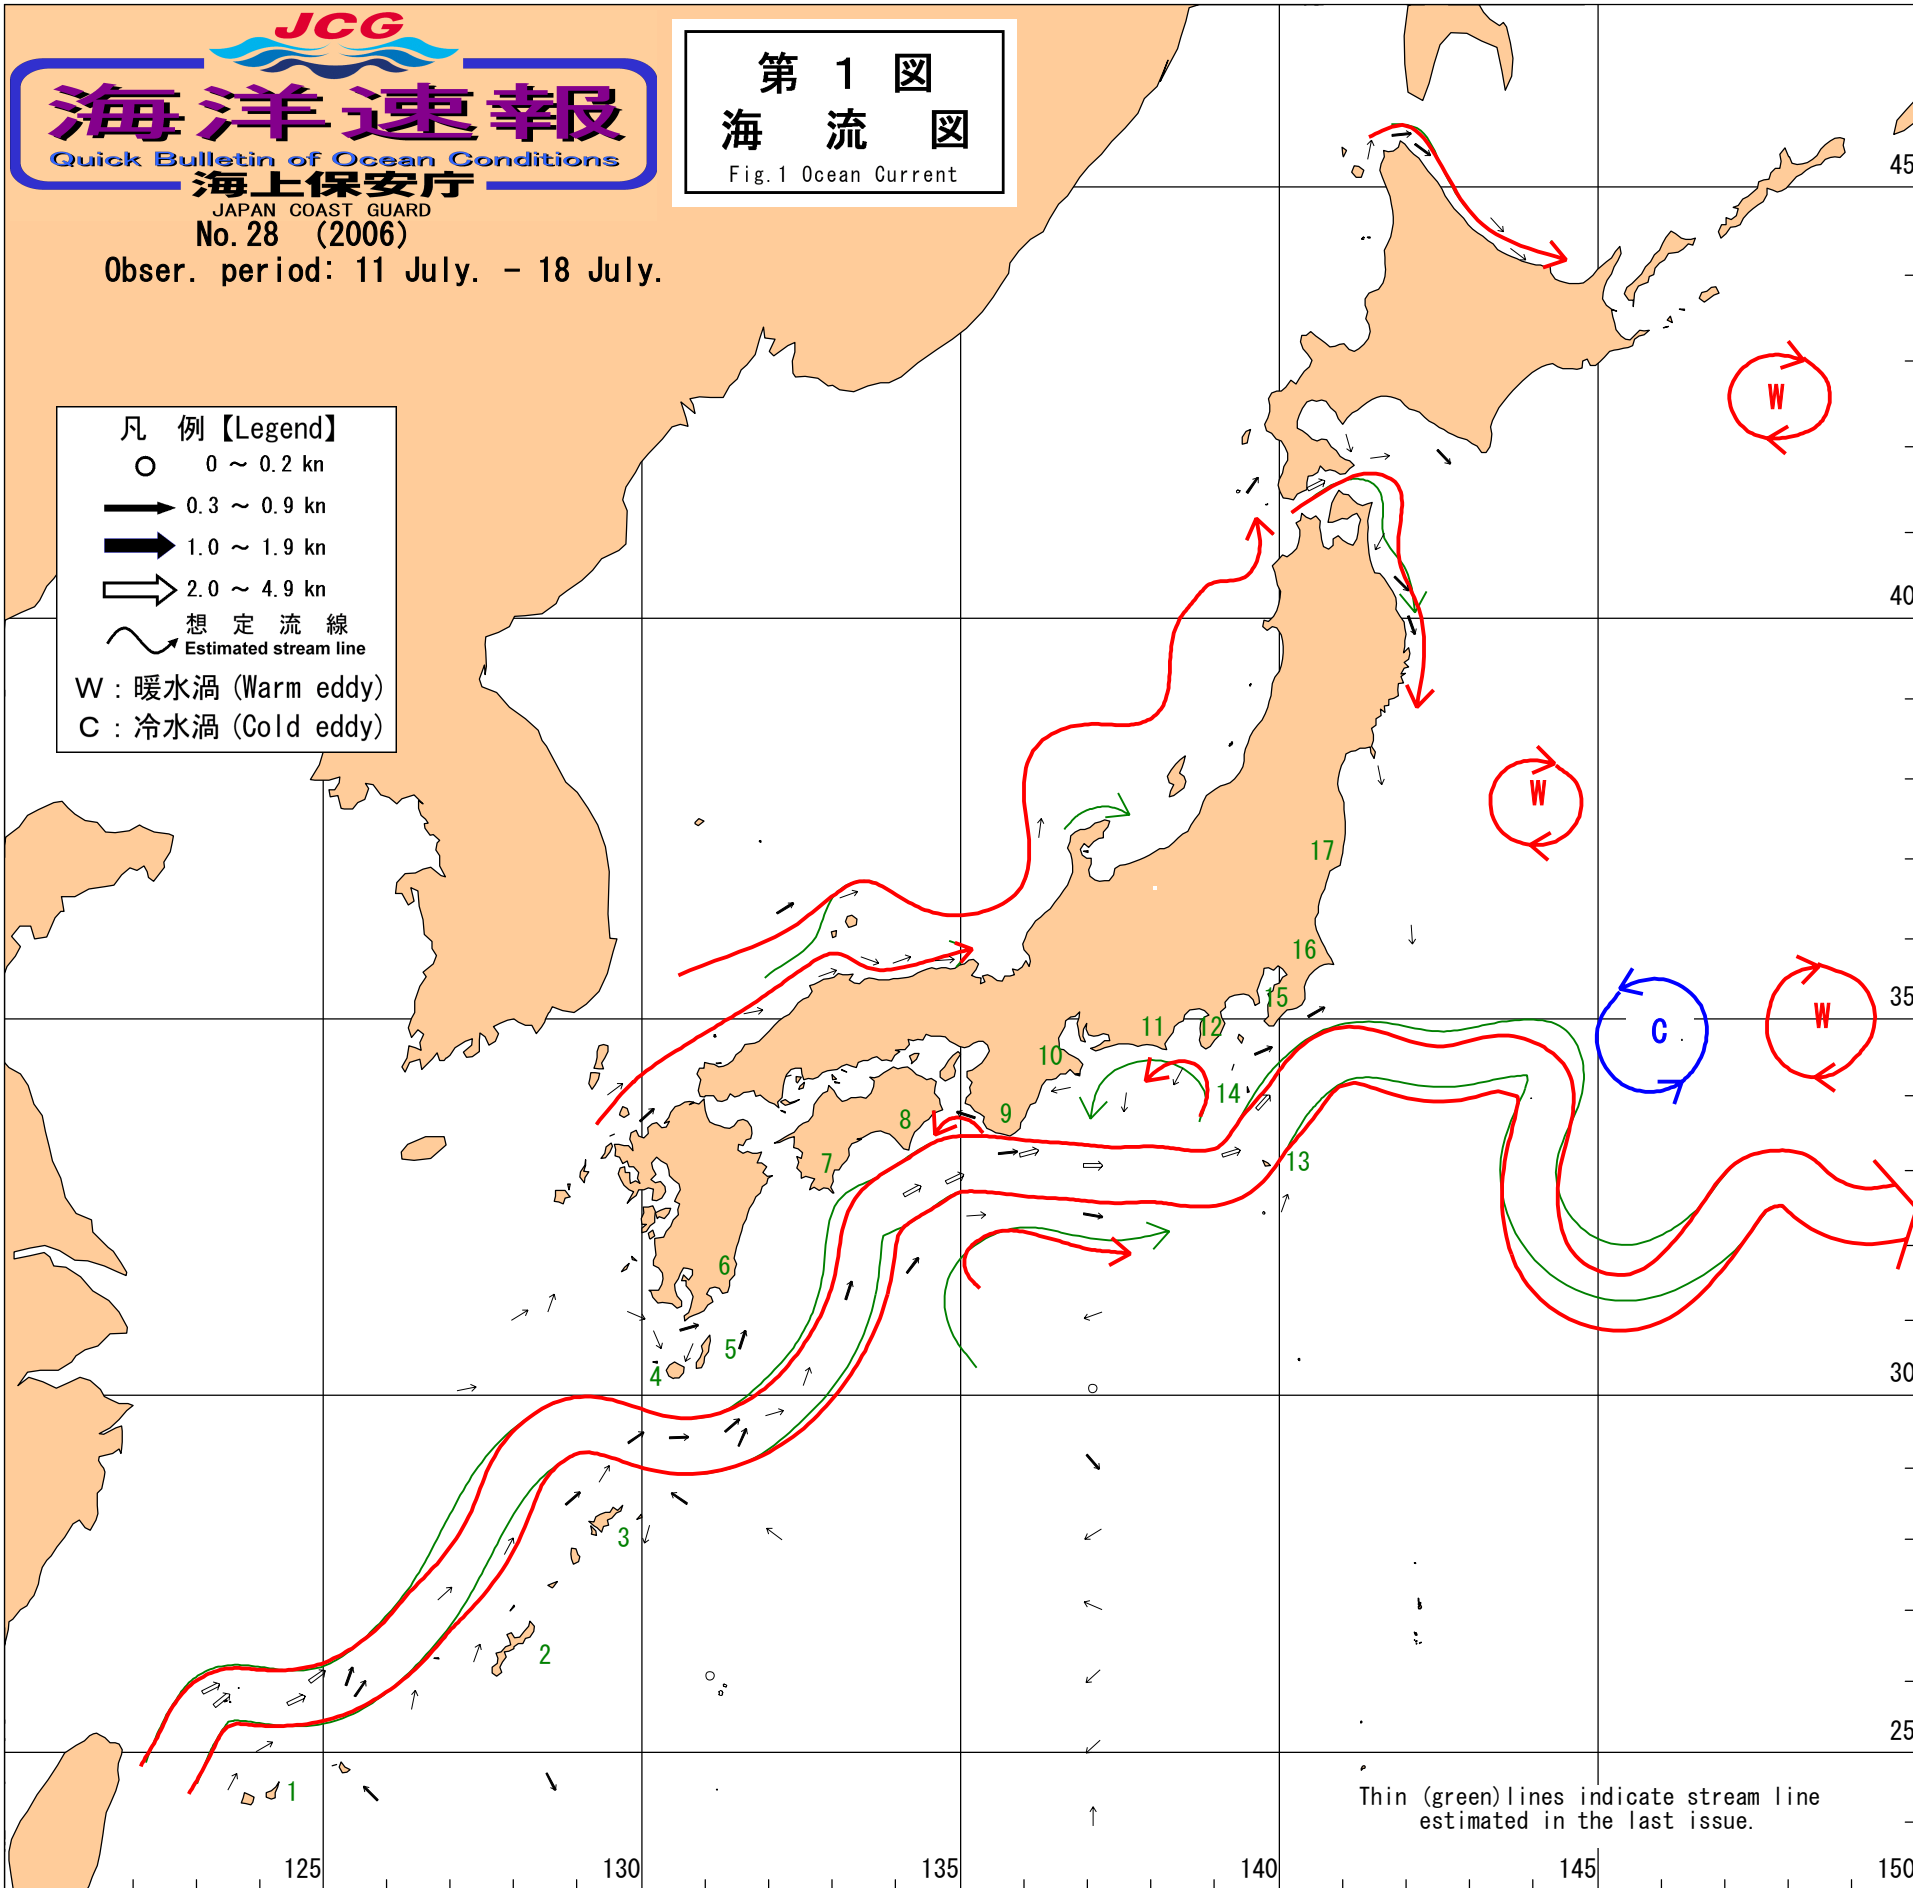 JCG
海洋速報
Quick Bulletin of Ocean Conditions
海上保安庁
JAPAN COAST GUARD
No.28 (2006)
Obser. period: 11 July. - 18 July.
第 1 図
海 流 図
Fig.1 Ocean Current
凡 例【Legend】
0 ～ 0.2 kn
0.3 ～ 0.9 kn
1.0 ～ 1.9 kn
2.0 ～ 4.9 kn
想 定 流 線
Estimated stream line
W : 暖水渦 (Warm eddy)
C : 冷水渦 (Cold eddy)
45
W
40
W
17
16
35
15
W
11
12
C
10
14
9
8
13
7
6
5
4
30
3
2
25
1
Thin (green)lines indicate stream line
estimated in the last issue.
125
130
135
140
145
150